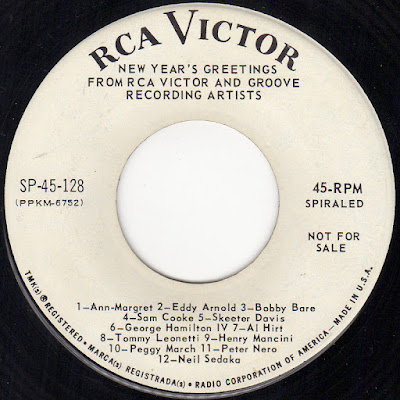 RCA VICTOR
NEW YEAR'S GREETINGS
FROM RCA VICTOR AND GROOVE
RECORDING ARTISTS
SP-45-128
(PPKM-6752)
45-RPM
SPIRALED
NOT FOR
SALE
1—Ann-Margret 2—Eddy Arnold 3—Bobby Bare
4—Sam Cooke 5—Skeeter Davis
6—George Hamilton IV 7—Al Hirt
8—Tommy Leonetti 9—Henry Mancini
10—Peggy March 11—Peter Nero
12—Neil Sedaka
TMK(s) ® REGISTERED • MARCA(s) REGISTRADA(s) • RADIO CORPORATION OF AMERICA — MADE IN U.S.A.